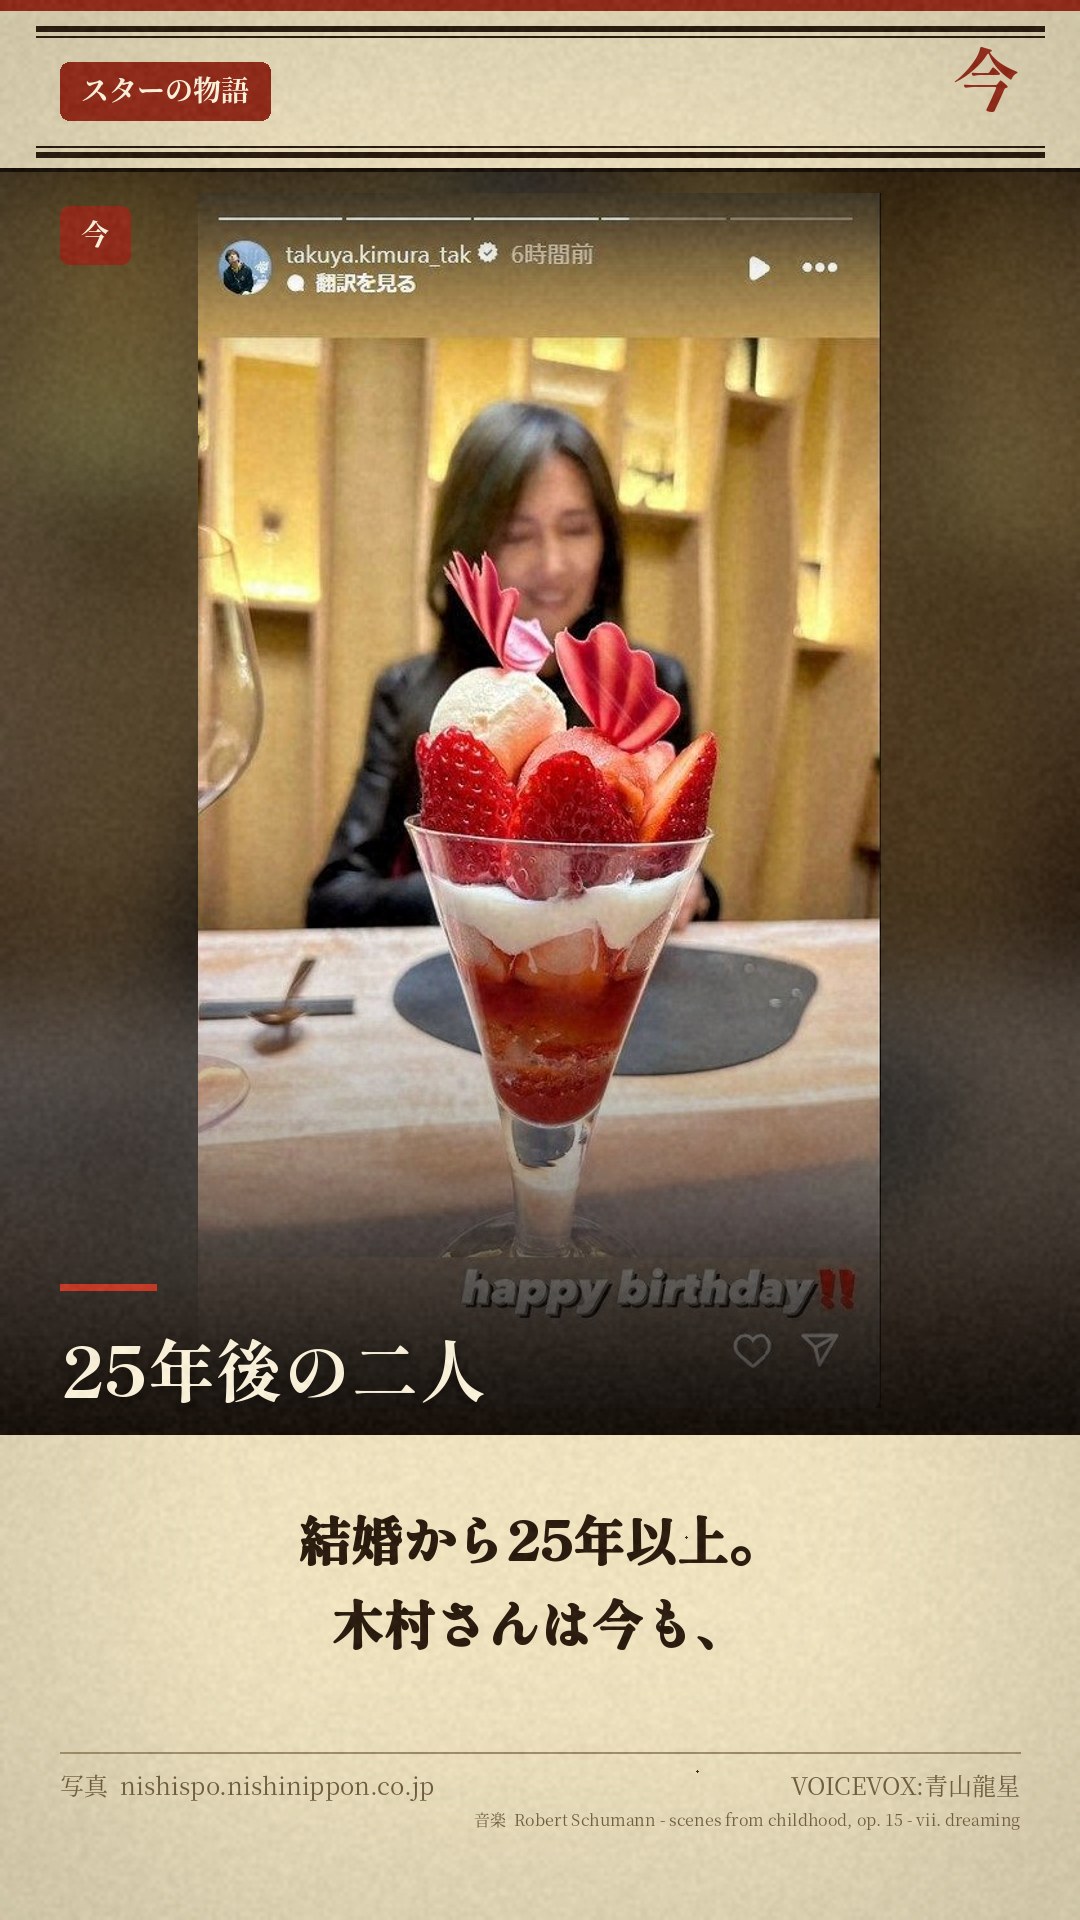 スターの物語
今
今
takuya.kimura_tak 6時間前
翻訳を見る
happy birthday!!
25年後の二人
結婚から25年以上。
木村さんは今も、
写真 nishispo.nishinippon.co.jp
VOICEVOX:青山龍星
音楽 Robert Schumann - scenes from childhood, op. 15 - vii. dreaming